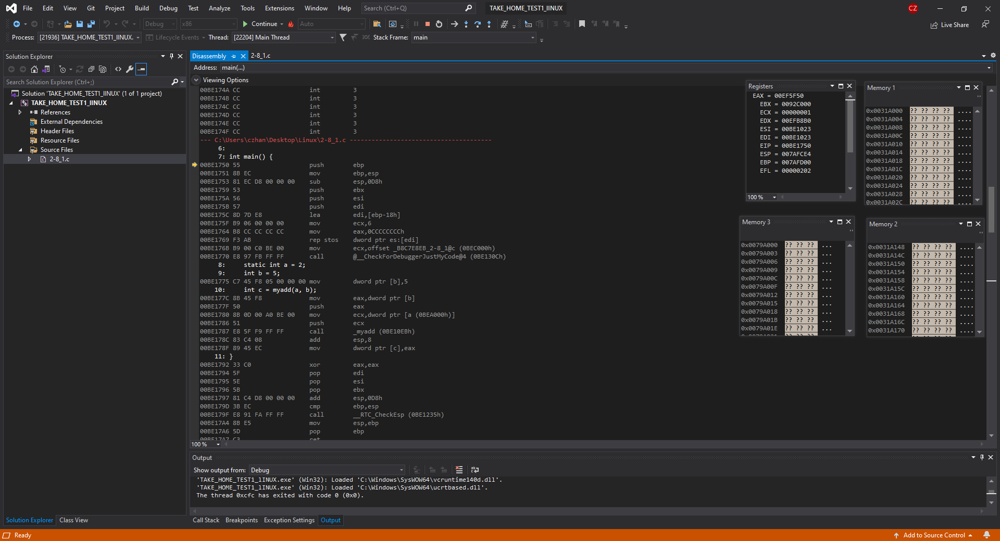 File Edit View Git Project Build Debug Test Analyze Tools Extensions Window Help Search (Ctrl+Q) TAKE_HOME_TEST1_lINUX CZ
Debug x86 Continue Auto Live Share
Process: [21936] TAKE_HOME_TEST1_lINUX. Lifecycle Events Thread: [22204] Main Thread Stack Frame: main
Solution Explorer
Search Solution Explorer (Ctrl+;)
Solution 'TAKE_HOME_TEST1_lINUX' (1 of 1 project)
TAKE_HOME_TEST1_lINUX
References
External Dependencies
Header Files
Resource Files
Source Files
2-8_1.c
Solution Explorer Class View
Disassembly 2-8_1.c
Address: main(...)
Viewing Options
00BE174A CC int 3
00BE174B CC int 3
00BE174C CC int 3
00BE174D CC int 3
00BE174E CC int 3
00BE174F CC int 3
--- C:\Users\czhan\Desktop\Linux\2-8_1.c ---------------------------------------
6:
7: int main() {
00BE1750 55 push ebp
00BE1751 8B EC mov ebp,esp
00BE1753 81 EC D8 00 00 00 sub esp,0D8h
00BE1759 53 push ebx
00BE175A 56 push esi
00BE175B 57 push edi
00BE175C 8D 7D E8 lea edi,[ebp-18h]
00BE175F B9 06 00 00 00 mov ecx,6
00BE1764 B8 CC CC CC CC mov eax,0CCCCCCCCh
00BE1769 F3 AB rep stos dword ptr es:[edi]
00BE176B B9 00 C0 BE 00 mov ecx,offset _B8C7E8EB_2-8_1@c (0BEC000h)
00BE1770 E8 97 FB FF FF call @__CheckForDebuggerJustMyCode@4 (0BE130Ch)
8: static int a = 2;
9: int b = 5;
00BE1775 C7 45 F8 05 00 00 00 mov dword ptr [b],5
10: int c = myadd(a, b);
00BE177C 8B 45 F8 mov eax,dword ptr [b]
00BE177F 50 push eax
00BE1780 8B 0D 00 A0 BE 00 mov ecx,dword ptr [a (0BEA000h)]
00BE1786 51 push ecx
00BE1787 E8 5F F9 FF FF call _myadd (0BE10EBh)
00BE178C 83 C4 08 add esp,8
00BE178F 89 45 EC mov dword ptr [c],eax
11: }
00BE1792 33 C0 xor eax,eax
00BE1794 5F pop edi
00BE1795 5E pop esi
00BE1796 5B pop ebx
00BE1797 81 C4 D8 00 00 00 add esp,0D8h
00BE179D 3B EC cmp ebp,esp
00BE179F E8 91 FA FF FF call __RTC_CheckEsp (0BE1235h)
00BE17A4 8B E5 mov esp,ebp
00BE17A6 5D pop ebp
00BE17A7 C3 ret
100 %
Registers
EAX = 00EF5F50
EBX = 0092C000
ECX = 00000001
EDX = 00EFB8B0
ESI = 00BE1023
EDI = 00BE1023
EIP = 00BE1750
ESP = 007AFCE4
EBP = 007AFD00
EFL = 00000202
100 %
Memory 1
0x0031A000 ?? ?? ?? ?? ....
0x0031A004 ?? ?? ?? ?? ....
0x0031A008 ?? ?? ?? ?? ....
0x0031A00C ?? ?? ?? ?? ....
0x0031A010 ?? ?? ?? ?? ....
0x0031A014 ?? ?? ?? ?? ....
0x0031A018 ?? ?? ?? ?? ....
0x0031A01C ?? ?? ?? ?? ....
0x0031A020 ?? ?? ?? ?? ....
0x0031A024 ?? ?? ?? ?? ....
0x0031A028 ?? ?? ?? ?? ....
0x0031A02C ?? ?? ?? ?? ....
Memory 3
0x0079A000 ?? ?? ?? ...
0x0079A003 ?? ?? ?? ...
0x0079A006 ?? ?? ?? ...
0x0079A009 ?? ?? ?? ...
0x0079A00C ?? ?? ?? ...
0x0079A00F ?? ?? ?? ...
0x0079A012 ?? ?? ?? ...
0x0079A015 ?? ?? ?? ...
0x0079A018 ?? ?? ?? ...
0x0079A01B ?? ?? ?? ...
0x0079A01E ?? ?? ?? ...
Memory 2
0x0031A148 ?? ?? ?? ?? ....
0x0031A14C ?? ?? ?? ?? ....
0x0031A150 ?? ?? ?? ?? ....
0x0031A154 ?? ?? ?? ?? ....
0x0031A158 ?? ?? ?? ?? ....
0x0031A15C ?? ?? ?? ?? ....
0x0031A160 ?? ?? ?? ?? ....
0x0031A164 ?? ?? ?? ?? ....
0x0031A168 ?? ?? ?? ?? ....
0x0031A16C ?? ?? ?? ?? ....
0x0031A170 ?? ?? ?? ?? ....
Output
Show output from: Debug
'TAKE_HOME_TEST1_lINUX.exe' (Win32): Loaded 'C:\Windows\SysWOW64\vcruntime140d.dll'.
'TAKE_HOME_TEST1_lINUX.exe' (Win32): Loaded 'C:\Windows\SysWOW64\ucrtbased.dll'.
The thread 0xcfc has exited with code 0 (0x0).
Call Stack Breakpoints Exception Settings Output
Ready Add to Source Control